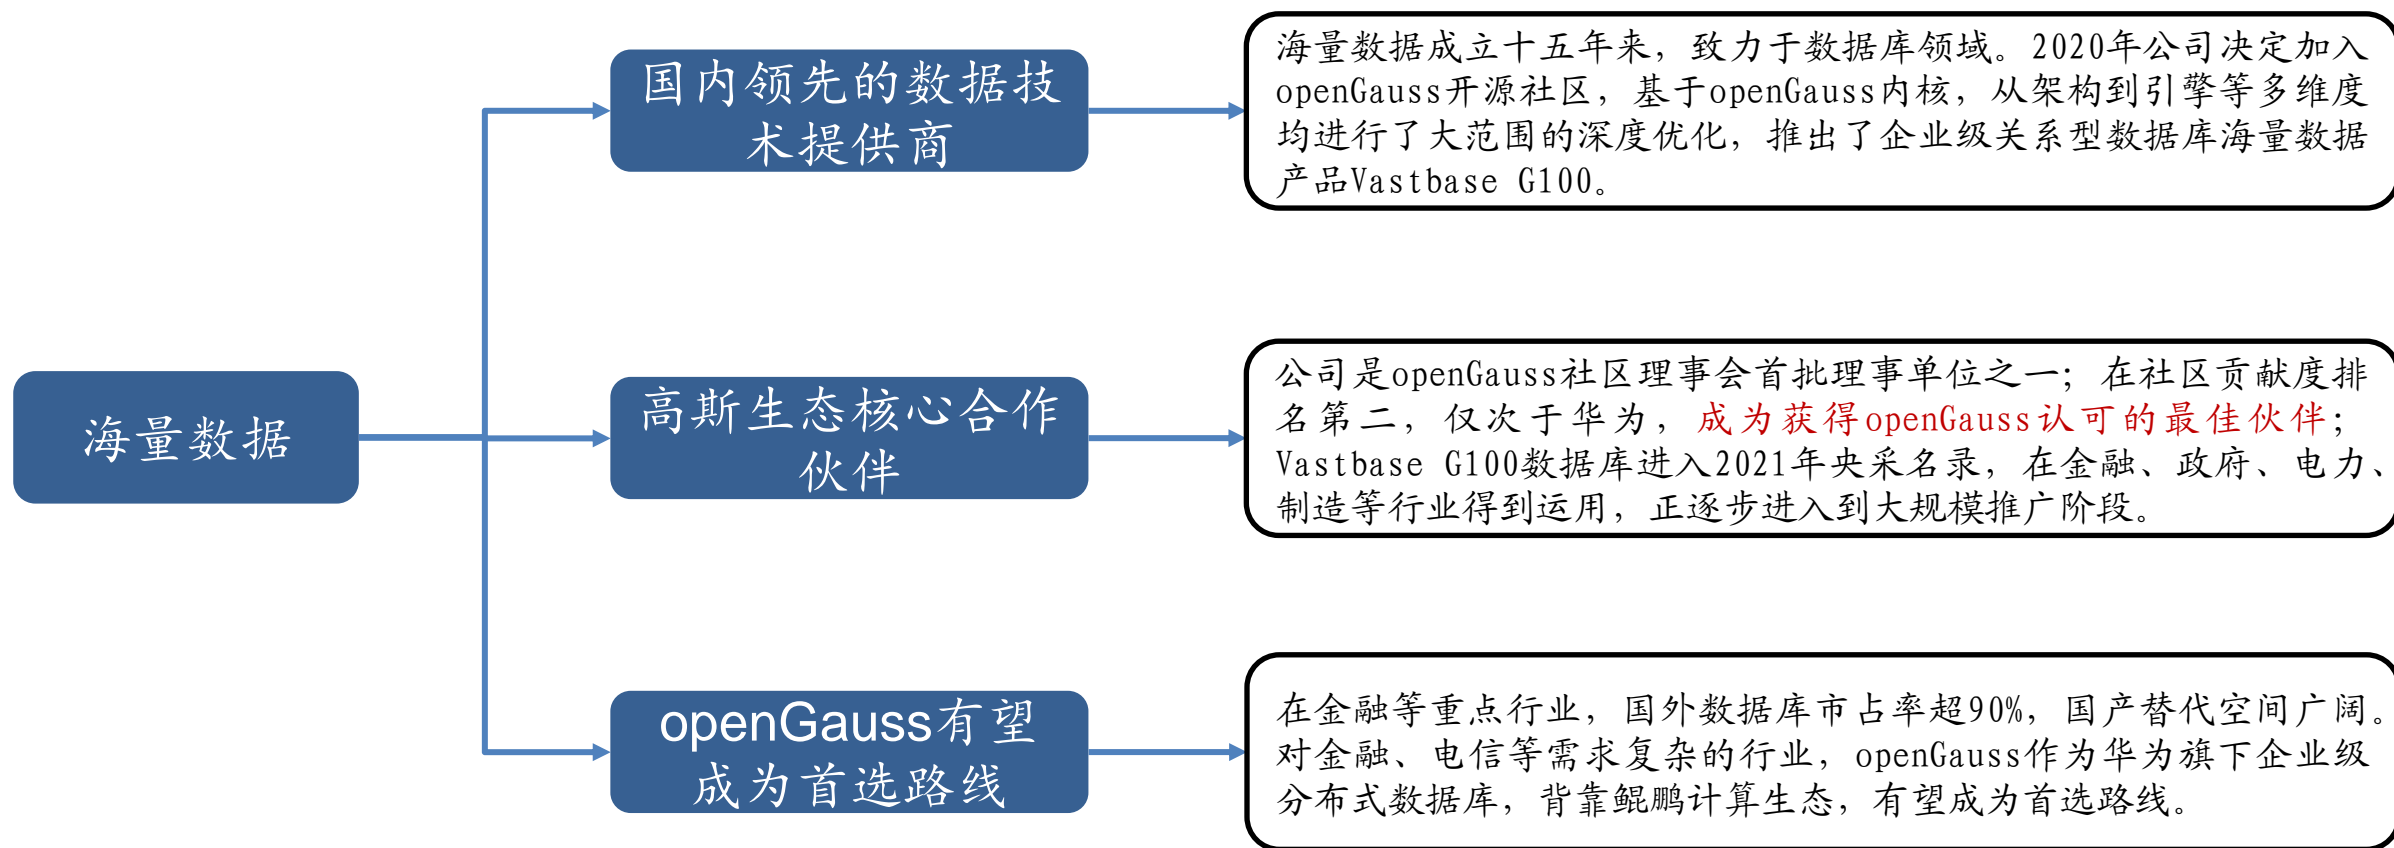 海量数据
国内领先的数据技
术提供商
海量数据成立十五年来，致力于数据库领域。2020年公司决定加入
openGauss开源社区，基于openGauss内核，从架构到引擎等多维度
均进行了大范围的深度优化，推出了企业级关系型数据库海量数据
产品Vastbase G100。
高斯生态核心合作
伙伴
公司是openGauss社区理事会首批理事单位之一；在社区贡献度排
名第二，仅次于华为，成为获得openGauss认可的最佳伙伴；
Vastbase G100数据库进入2021年央采名录，在金融、政府、电力、
制造等行业得到运用，正逐步进入到大规模推广阶段。
openGauss有望
成为首选路线
在金融等重点行业，国外数据库市占率超90%，国产替代空间广阔。
对金融、电信等需求复杂的行业，openGauss作为华为旗下企业级
分布式数据库，背靠鲲鹏计算生态，有望成为首选路线。